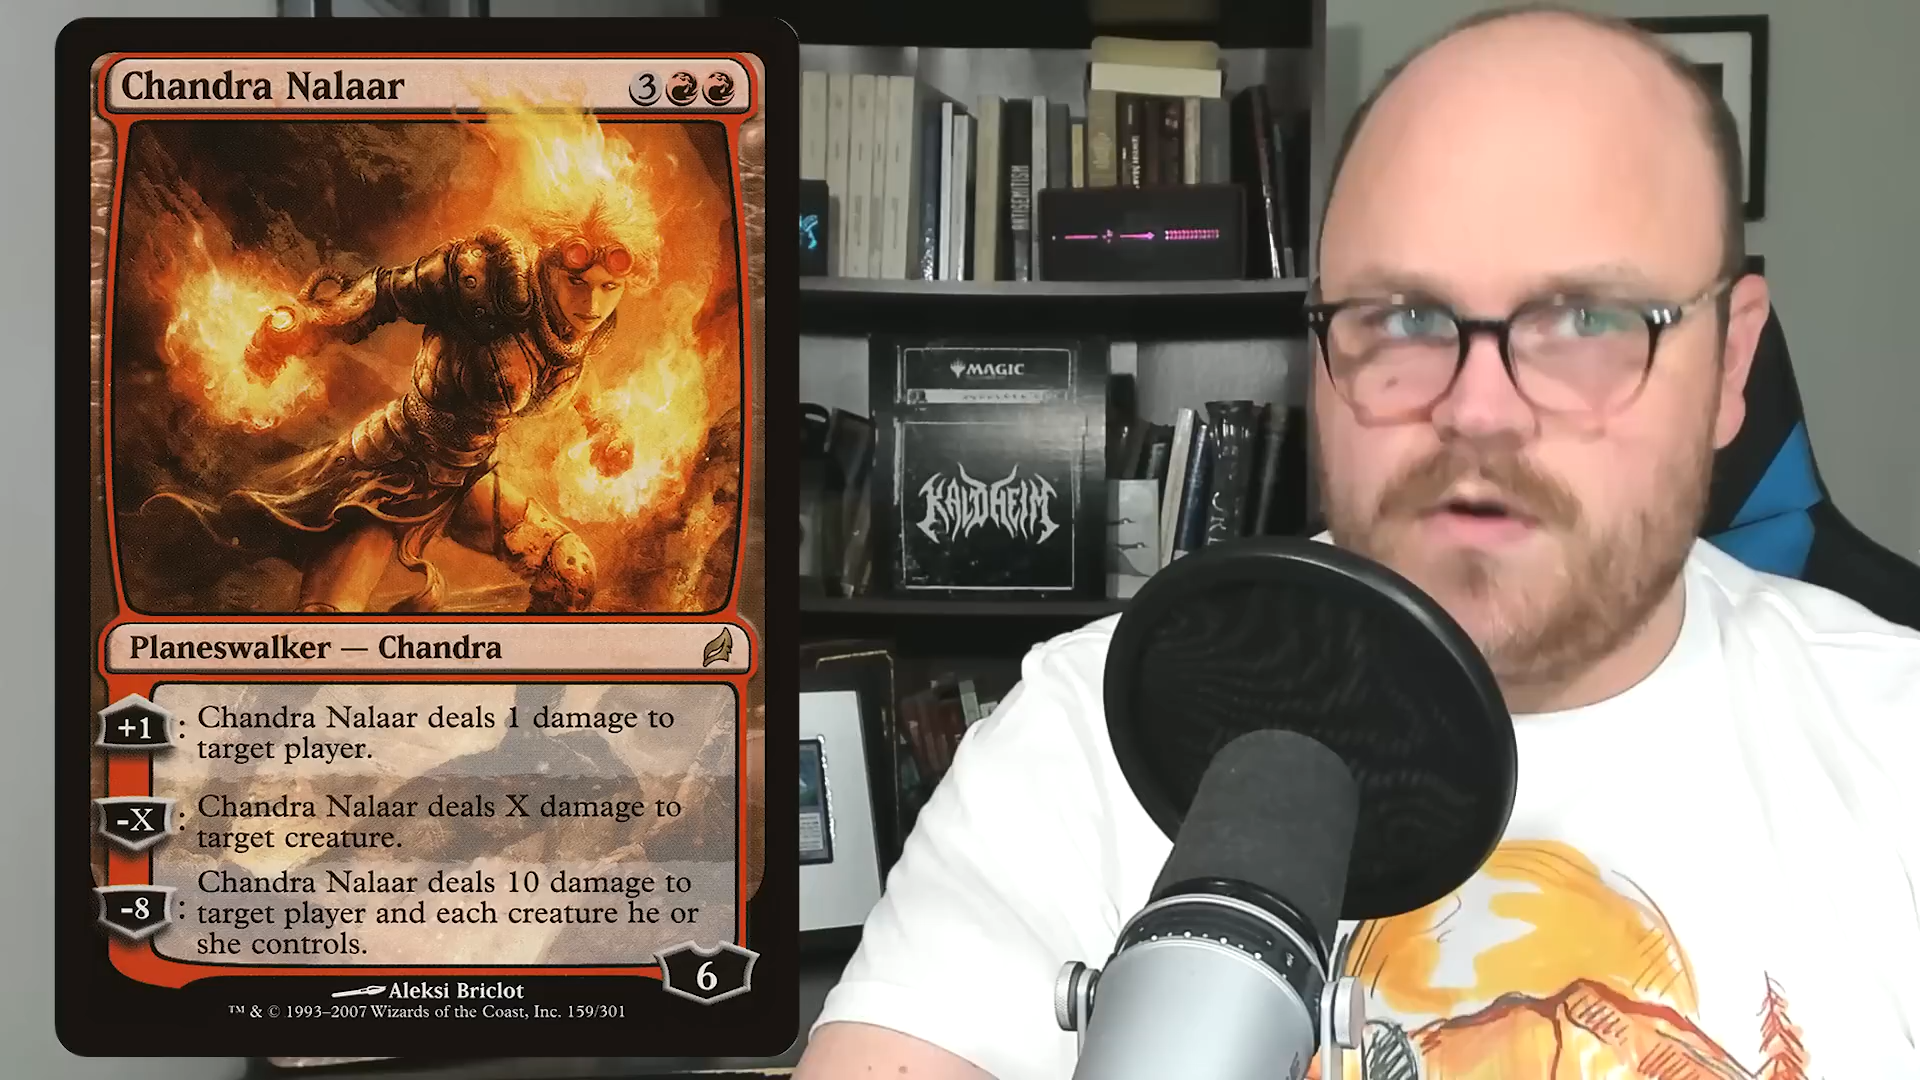 Chandra Nalaar
3
Planeswalker — Chandra
+1 : Chandra Nalaar deals 1 damage to
target player.
-X : Chandra Nalaar deals X damage to
target creature.
-8 : Chandra Nalaar deals 10 damage to
target player and each creature he or
she controls.
6
Aleksi Briclot
™ & © 1993–2007 Wizards of the Coast, Inc. 159/301
ANTISEMITISM
MAGIC
KALDHEIM